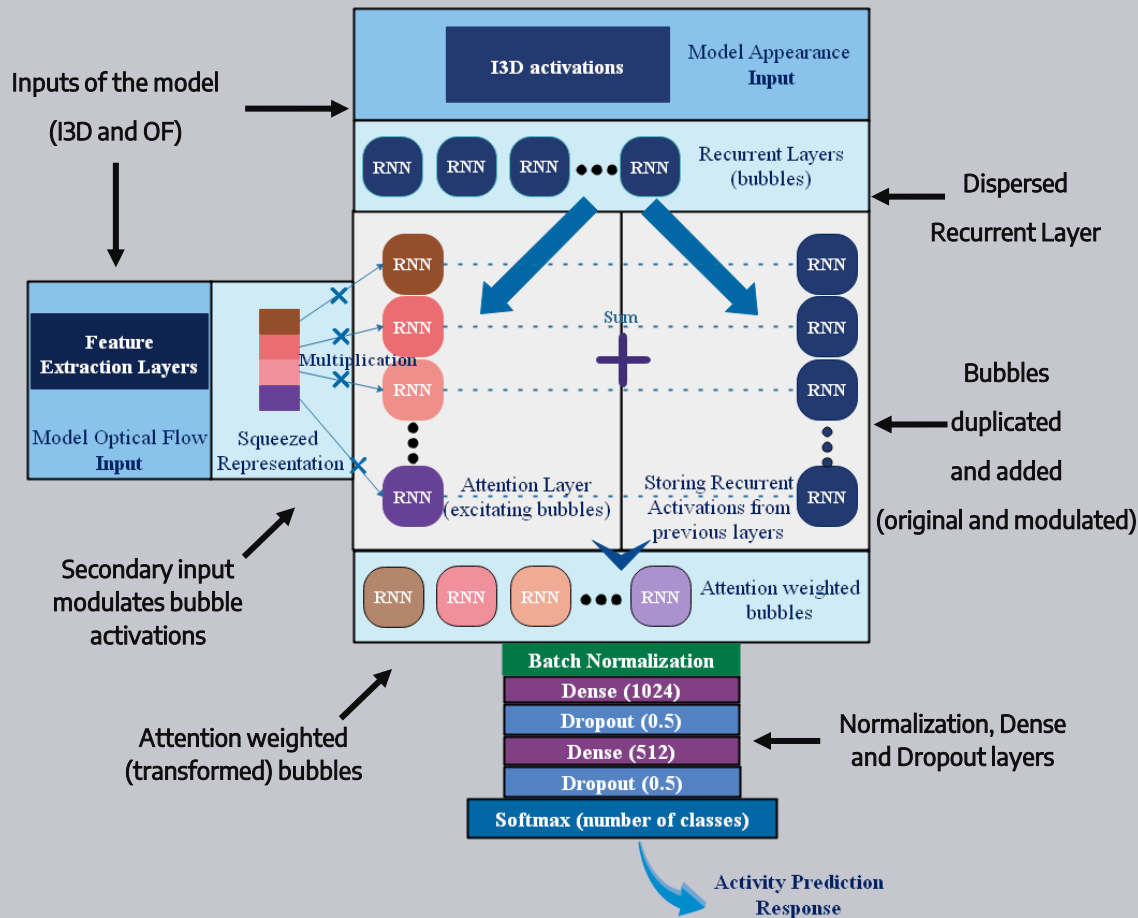 I3D activations
Model Appearance
Input
Inputs of the model
(I3D and OF)
RNN
RNN
RNN
RNN
Recurrent Layers
(bubbles)
Dispersed
Recurrent Layer
RNN
RNN
RNN
RNN
RNN
RNN
RNN
RNN
Sum
Multiplication
Feature
Extraction Layers
Model Optical Flow
Input
Squeezed
Representation
Attention Layer
(excitating bubbles)
Storing Recurrent
Activations from
previous layers
Bubbles
duplicated
and added
(original and modulated)
Secondary input
modulates bubble
activations
RNN
RNN
RNN
RNN
Attention weighted
bubbles
Attention weighted
(transformed) bubbles
Batch Normalization
Dense (1024)
Dropout (0.5)
Dense (512)
Dropout (0.5)
Softmax (number of classes)
Normalization, Dense
and Dropout layers
Activity Prediction
Response